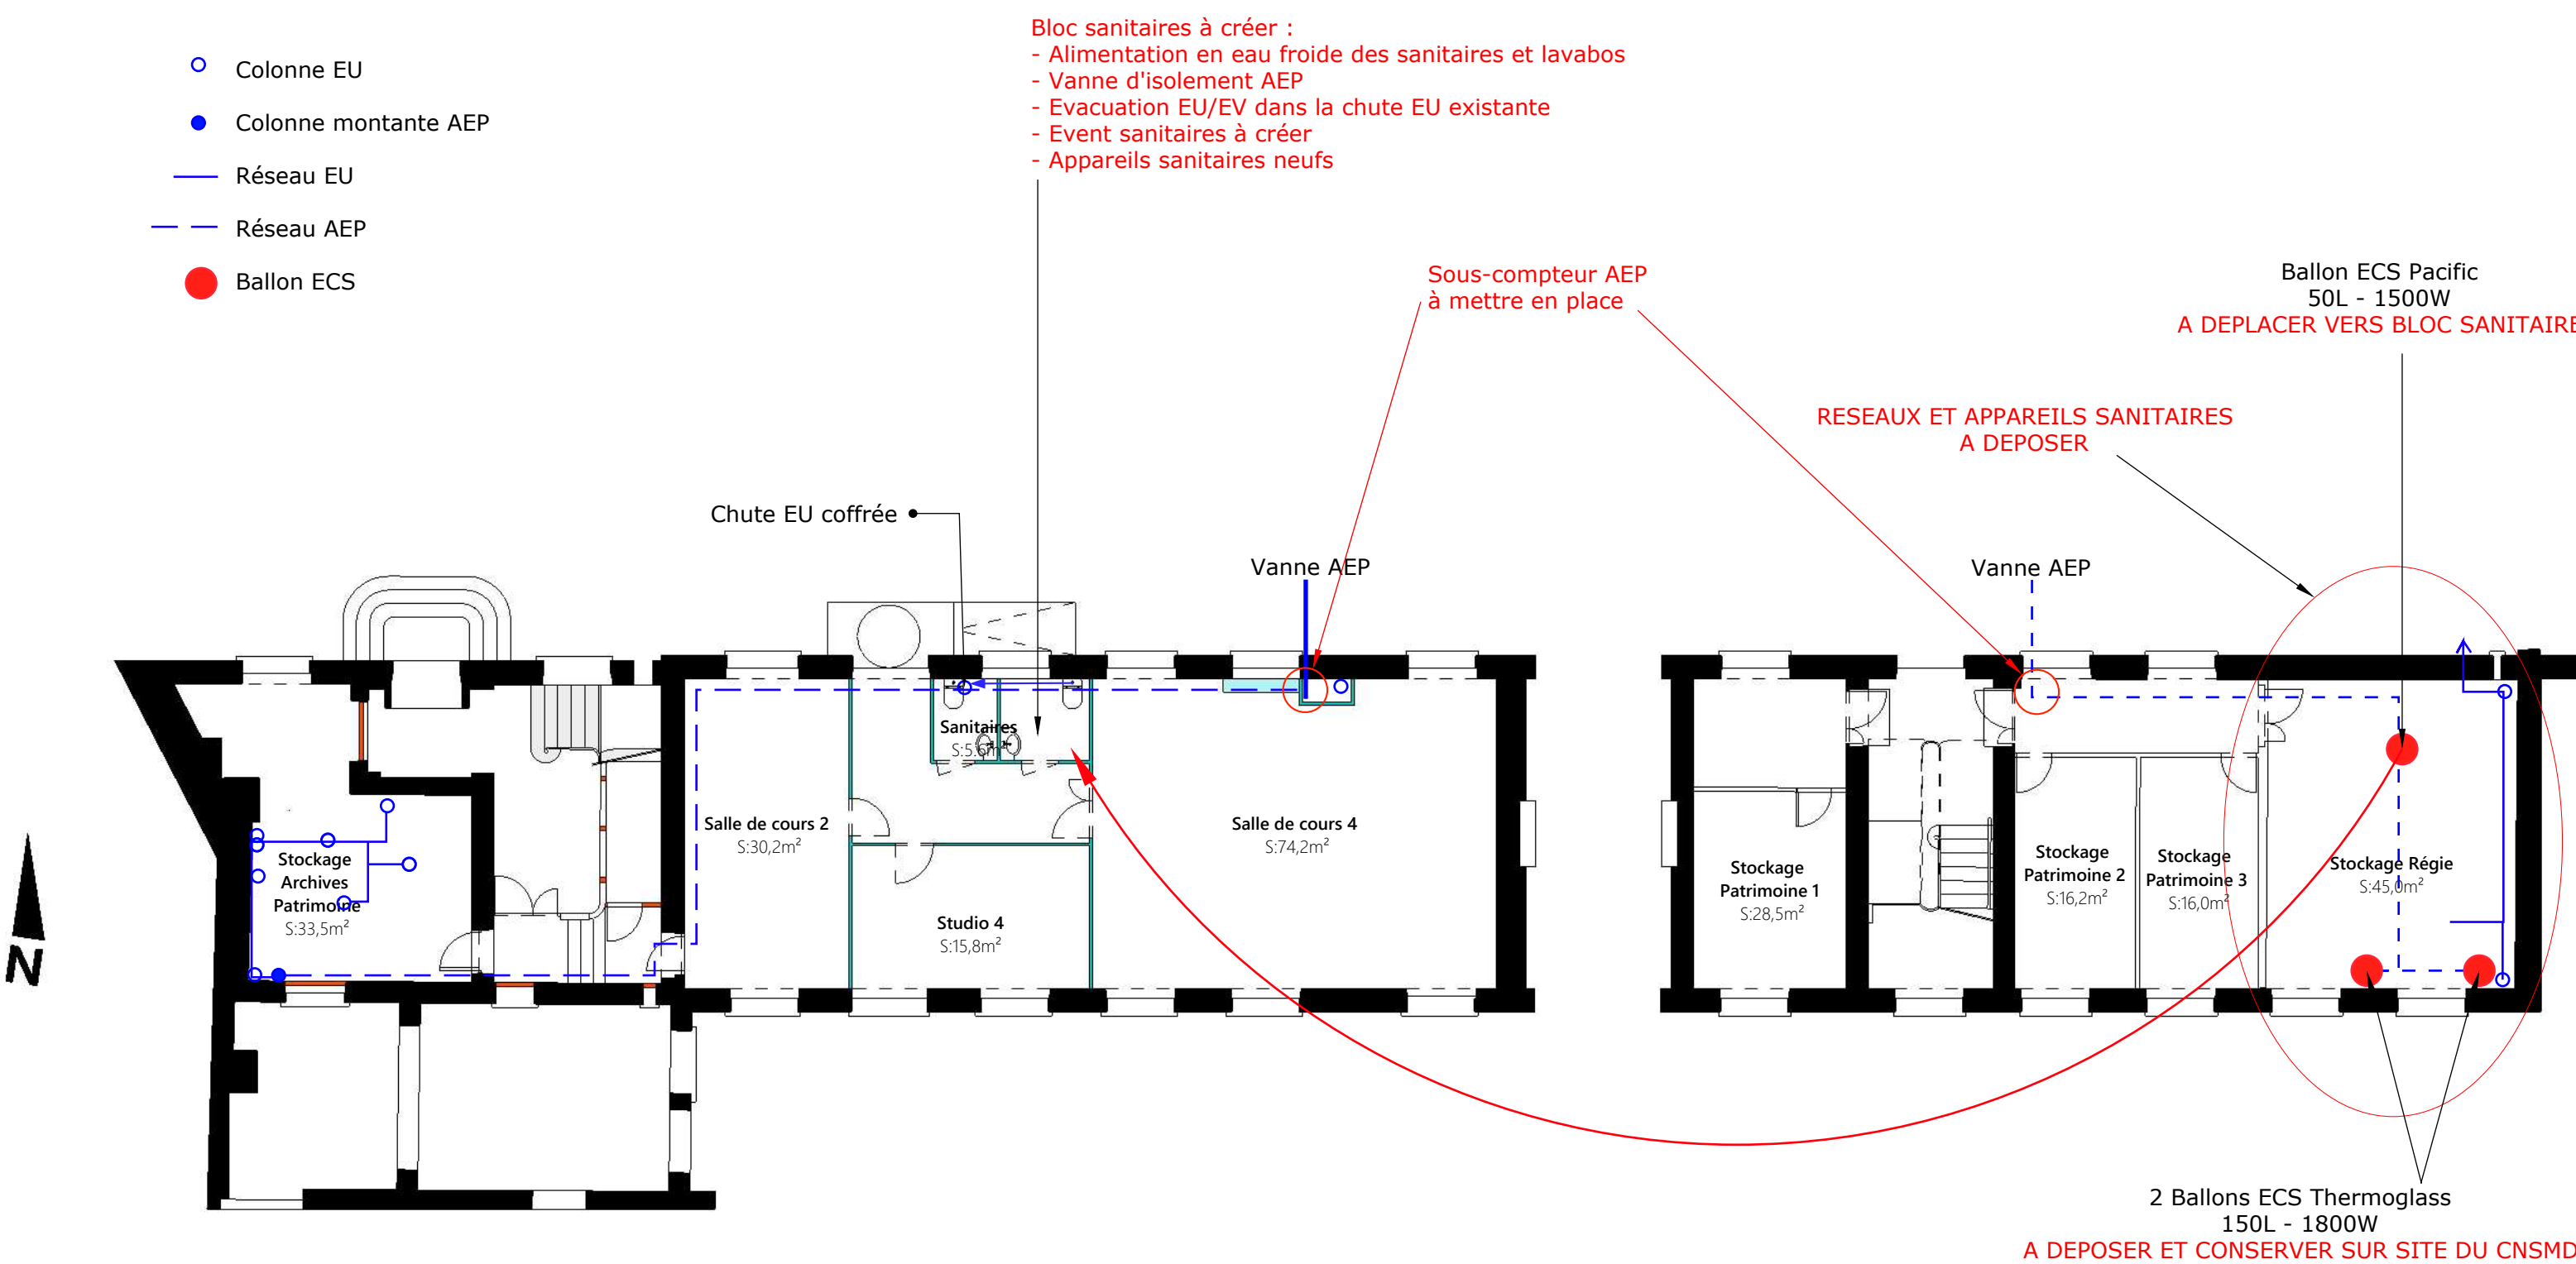 Bloc sanitaires à créer :
- Alimentation en eau froide des sanitaires et lavabos
- Vanne d'isolement AEP
- Evacuation EU/EV dans la chute EU existante
- Event sanitaires à créer
- Appareils sanitaires neufs
Colonne EU
Colonne montante AEP
Réseau EU
Réseau AEP
Ballon ECS
Sous-compteur AEP
à mettre en place
Ballon ECS Pacific
50L - 1500W
A DEPLACER VERS BLOC SANITAIRE
RESEAUX ET APPAREILS SANITAIRES
A DEPOSER
Chute EU coffrée
Vanne AEP
Vanne AEP
Sanitaires
S:5.6m²
Salle de cours 2
S:30,2m²
Salle de cours 4
S:74,2m²
Studio 4
S:15,8m²
Stockage
Archives
Patrimoine
S:33,5m²
Stockage
Patrimoine 1
S:28,5m²
Stockage
Patrimoine 2
S:16,2m²
Stockage
Patrimoine 3
S:16,0m²
Stockage Régie
S:45,0m²
N
2 Ballons ECS Thermoglass
150L - 1800W
A DEPOSER ET CONSERVER SUR SITE DU CNSMD